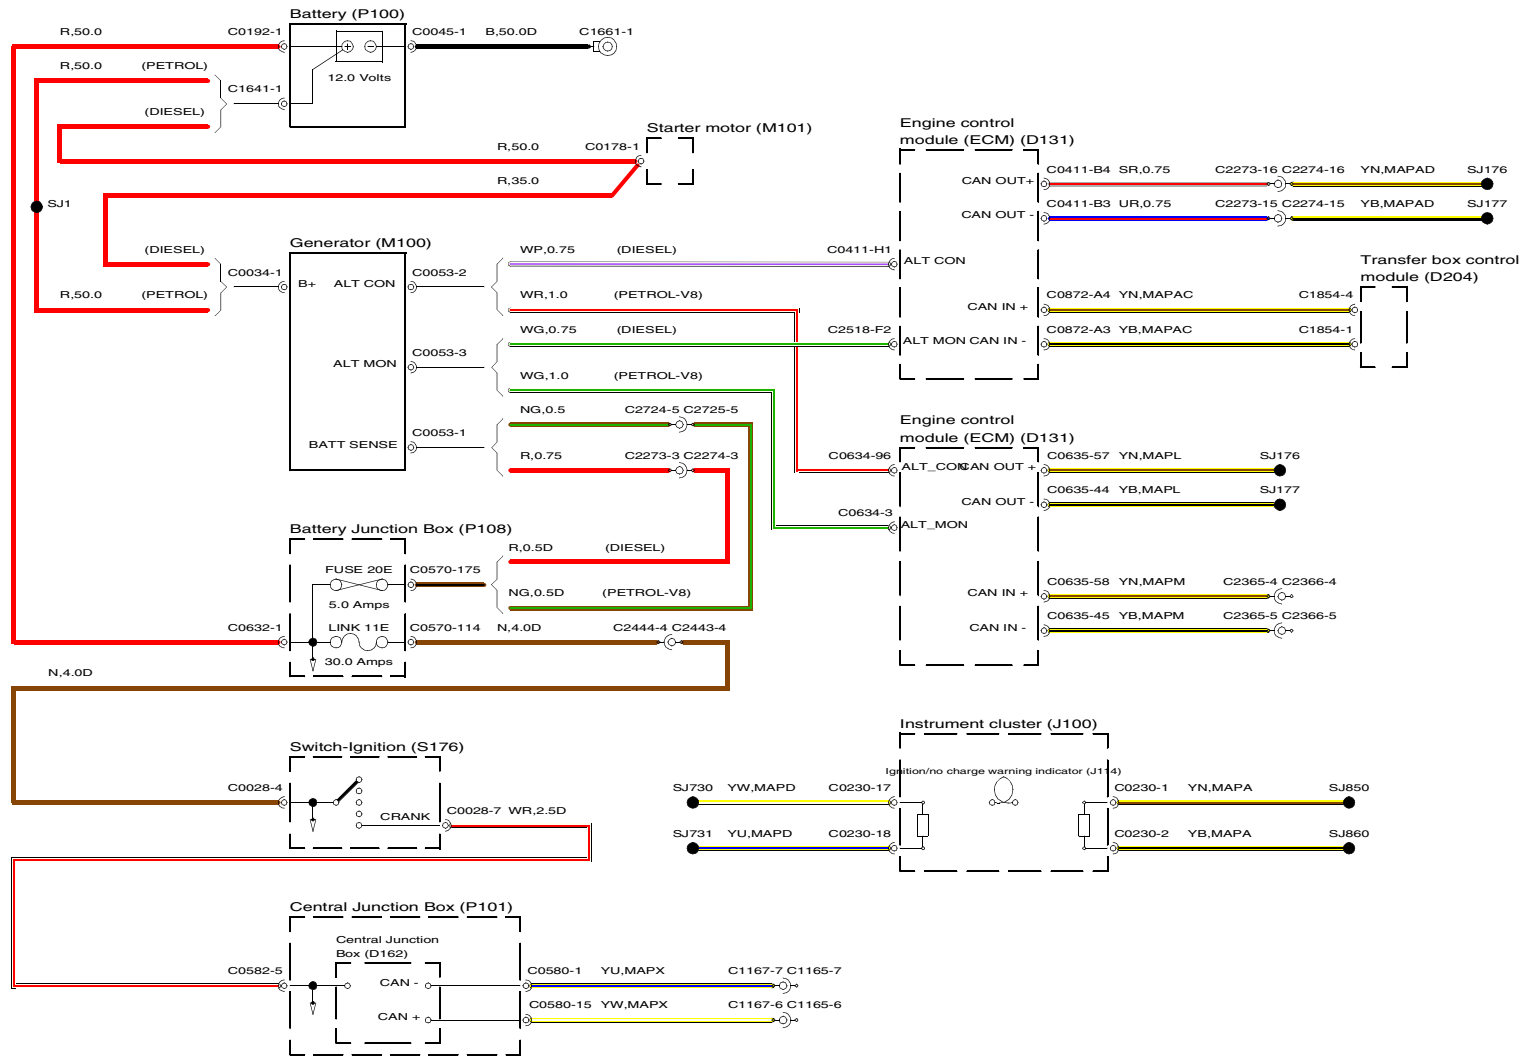 Battery (P100)
R,50.0
C0192-1
C0045-1
B,50.0D
C1661-1
R,50.0
(PETROL)
12.0 Volts
C1641-1
(DIESEL)
Starter motor (M101)
R,50.0
C0178-1
R,35.0
SJ1
Engine control
module (ECM) (D131)
CAN OUT+
C0411-B4
SR,0.75
C2273-16
C2274-16
YN,MAPAD
SJ176
CAN OUT -
C0411-B3
UR,0.75
C2273-15
C2274-15
YB,MAPAD
SJ177
Generator (M100)
(DIESEL)
C0034-1
B+
ALT CON
C0053-2
WP,0.75
(DIESEL)
C0411-H1
ALT CON
Transfer box control
module (D204)
R,50.0
(PETROL)
WR,1.0
(PETROL-V8)
CAN IN +
C0872-A4
YN,MAPAC
C1854-4
WG,0.75
(DIESEL)
C2518-F2
ALT MON
CAN IN -
C0872-A3
YB,MAPAC
C1854-1
ALT MON
C0053-3
WG,1.0
(PETROL-V8)
NG,0.5
C2724-5
C2725-5
BATT SENSE
C0053-1
R,0.75
C2273-3
C2274-3
Engine control
module (ECM) (D131)
C0634-96
ALT_CON
CAN OUT +
C0635-57
YN,MAPL
SJ176
CAN OUT -
C0635-44
YB,MAPL
SJ177
C0634-3
ALT_MON
Battery Junction Box (P108)
R,0.5D
(DIESEL)
FUSE 20E
C0570-175
5.0 Amps
NG,0.5D
(PETROL-V8)
CAN IN +
C0635-58
YN,MAPM
C2365-4
C2366-4
C0632-1
LINK 11E
C0570-114
N,4.0D
C2444-4
C2443-4
CAN IN -
C0635-45
YB,MAPM
C2365-5
C2366-5
30.0 Amps
N,4.0D
Instrument cluster (J100)
Switch-Ignition (S176)
Ignition/no charge warning indicator (J114)
C0028-4
CRANK
C0028-7
WR,2.5D
SJ730
YW,MAPD
C0230-17
C0230-1
YN,MAPA
SJ850
SJ731
YU,MAPD
C0230-18
C0230-2
YB,MAPA
SJ860
Central Junction Box (P101)
Central Junction
Box (D162)
C0582-5
CAN -
C0580-1
YU,MAPX
C1167-7
C1165-7
CAN +
C0580-15
YW,MAPX
C1167-6
C1165-6